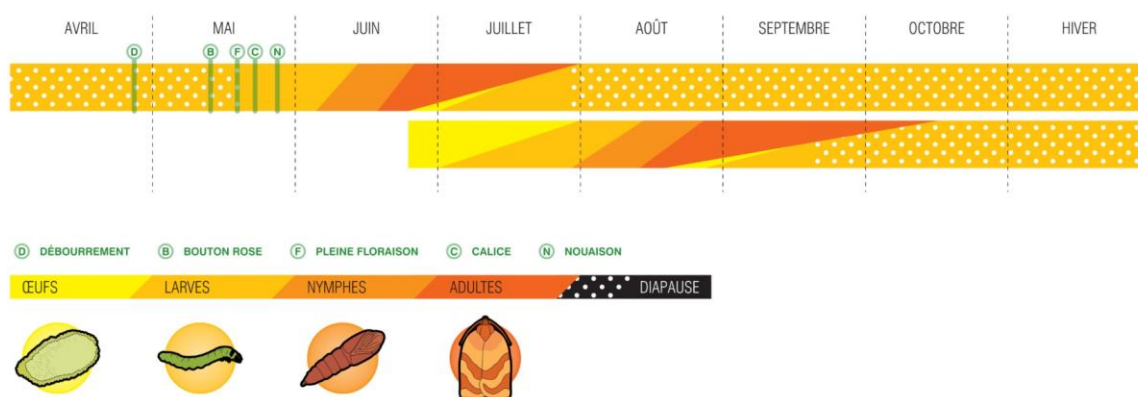 AVRIL MAI JUIN JUILLET AOÛT SEPTEMBRE OCTOBRE HIVER
D B F C N
D DÉBOURREMENT B BOUTON ROSE F PLEINE FLORAISON C CALICE N NOUAISON
ŒUFS LARVES NYMPHES ADULTES DIAPAUSE